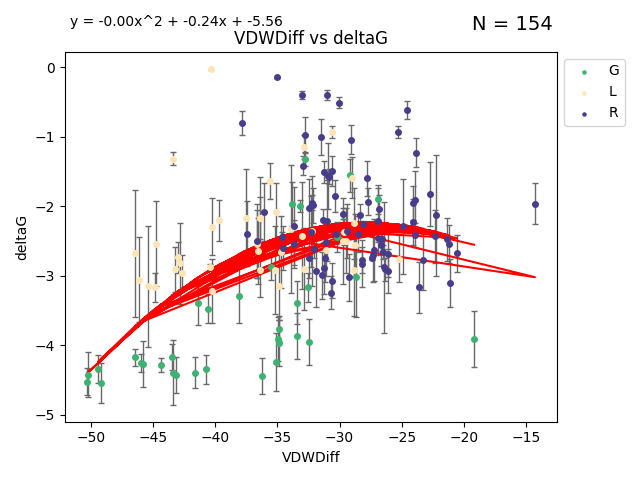 y = -0.00x^2 + -0.24x + -5.56
N = 154
VDWDiff vs deltaG
G
L
R
deltaG
0
−1
−2
−3
−4
−5
−50
−45
−40
−35
−30
−25
−20
−15
VDWDiff